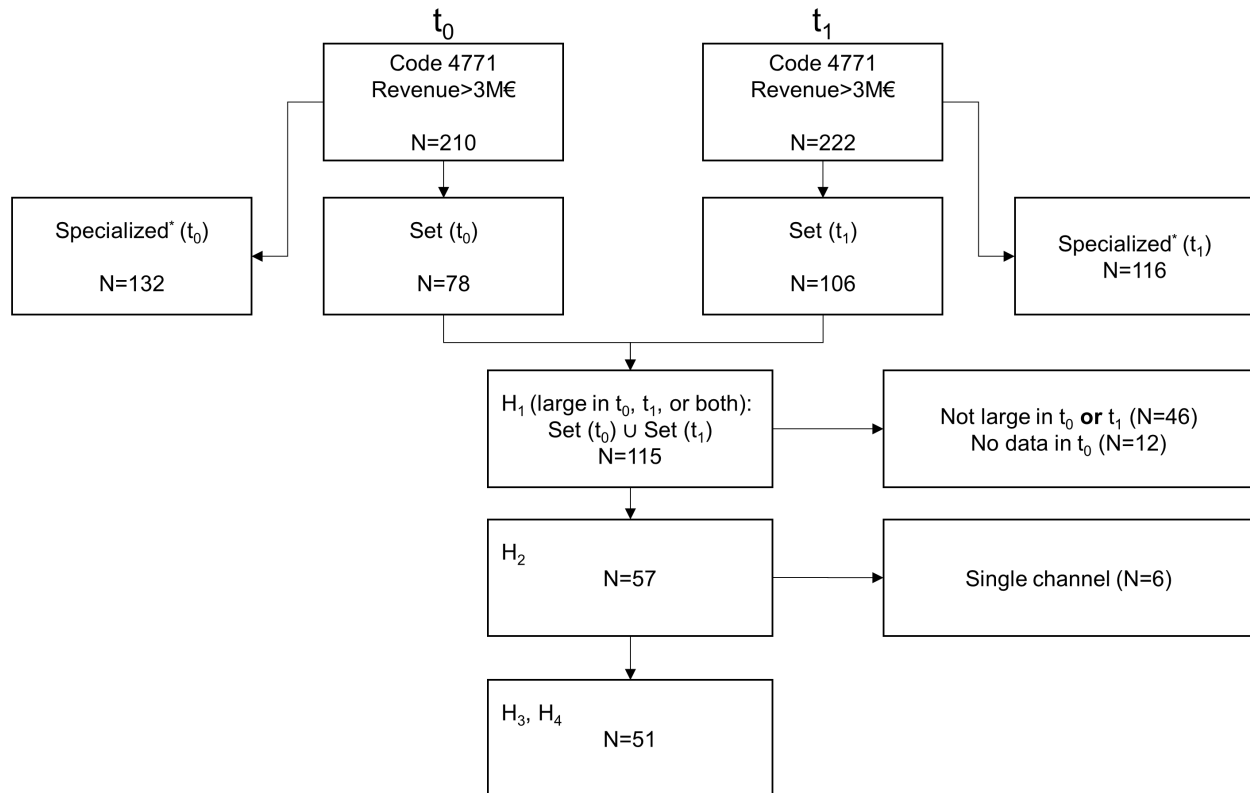 t₀
t₁
Code 4771
Revenue>3M€
N=210
Code 4771
Revenue>3M€
N=222
Specialized* (t₀)
N=132
Set (t₀)
N=78
Set (t₁)
N=106
Specialized* (t₁)
N=116
H₁ (large in t₀, t₁, or both):
Set (t₀) ∪ Set (t₁)
N=115
Not large in t₀ or t₁ (N=46)
No data in t₀ (N=12)
H₂
N=57
Single channel (N=6)
H₃, H₄
N=51